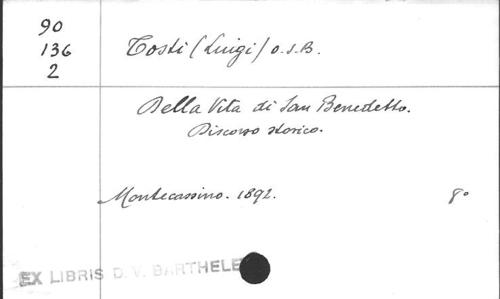 90
136
2
Tosti (Luigi) O.S.B.
Della Vita di San Benedetto.
Discorso storico.
Montecassino. 1892. 8°
EX LIBRIS D. V. BARTHELE